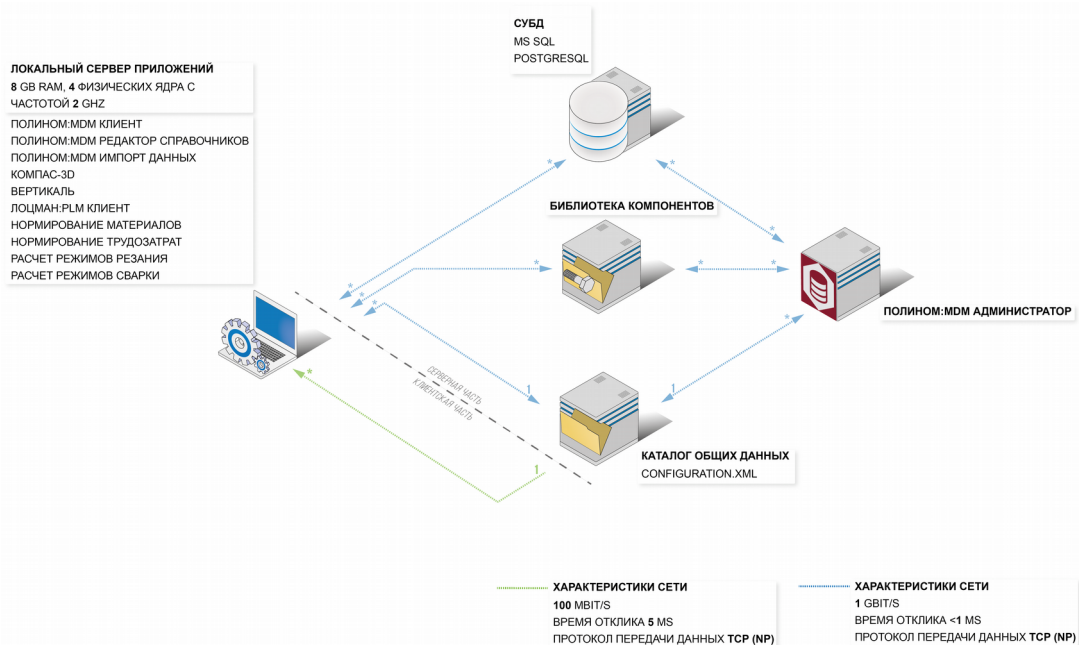 СУБД
MS SQL
POSTGRESQL
ЛОКАЛЬНЫЙ СЕРВЕР ПРИЛОЖЕНИЙ
8 GB RAM, 4 ФИЗИЧЕСКИХ ЯДРА С
ЧАСТОТОЙ 2 GHZ
ПОЛИНОМ:MDM КЛИЕНТ
ПОЛИНОМ:MDM РЕДАКТОР СПРАВОЧНИКОВ
ПОЛИНОМ:MDM ИМПОРТ ДАННЫХ
КОМПАС-3D
ВЕРТИКАЛЬ
ЛОЦМАН:PLM КЛИЕНТ
НОРМИРОВАНИЕ МАТЕРИАЛОВ
НОРМИРОВАНИЕ ТРУДОЗАТРАТ
РАСЧЕТ РЕЖИМОВ РЕЗАНИЯ
РАСЧЕТ РЕЖИМОВ СВАРКИ
* *
*
БИБЛИОТЕКА КОМПОНЕНТОВ
* * *
*
*
*
ПОЛИНОМ:MDM АДМИНИСТРАТОР
*
*
СЕРВЕРНАЯ ЧАСТЬ
КЛИЕНТСКАЯ ЧАСТЬ
1 1
КАТАЛОГ ОБЩИХ ДАННЫХ
CONFIGURATION.XML
1
ХАРАКТЕРИСТИКИ СЕТИ
100 MBIT/S
ВРЕМЯ ОТКЛИКА 5 MS
ПРОТОКОЛ ПЕРЕДАЧИ ДАННЫХ TCP (NP)
ХАРАКТЕРИСТИКИ СЕТИ
1 GBIT/S
ВРЕМЯ ОТКЛИКА <1 MS
ПРОТОКОЛ ПЕРЕДАЧИ ДАННЫХ TCP (NP)